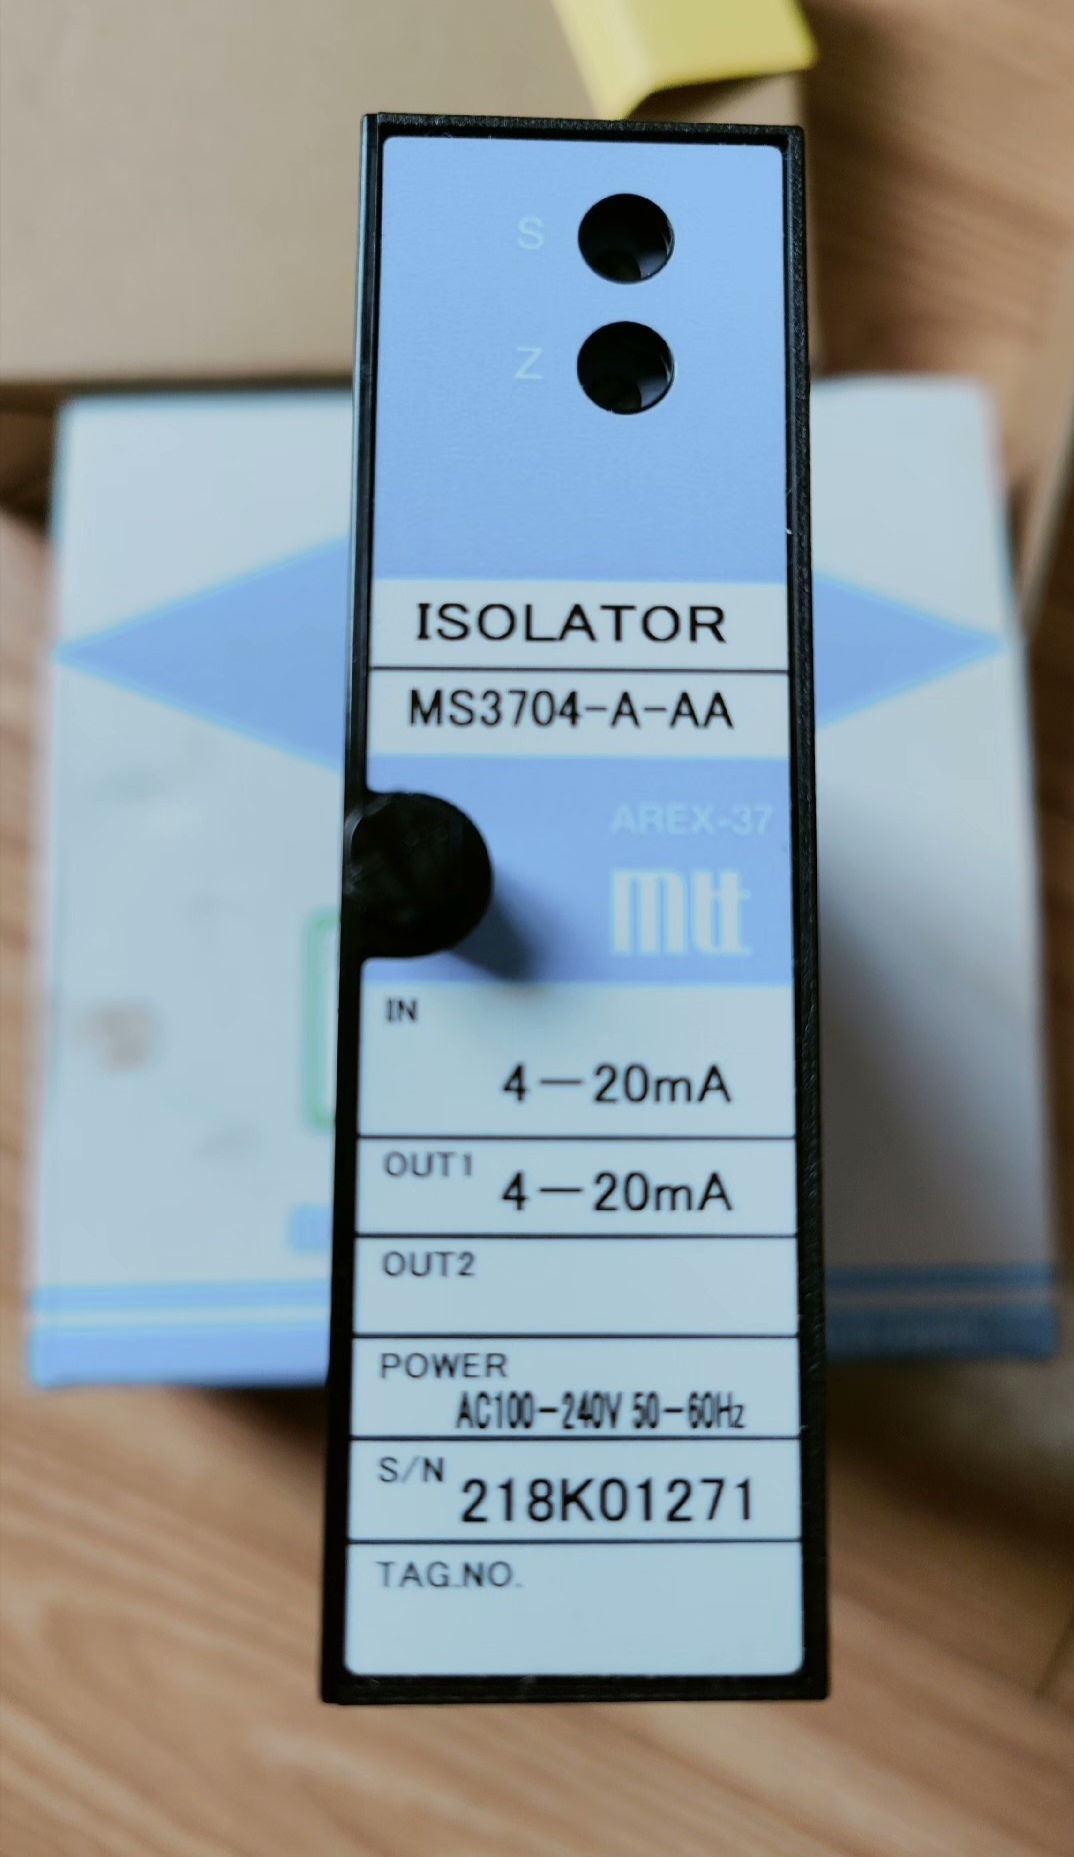 S
Z
ISOLATOR
MS3704-A-AA
AREX-37
mtt
IN
4-20mA
OUT1 4-20mA
OUT2
POWER
AC100-240V 50-60Hz
S/N 218K01271
TAG.NO.